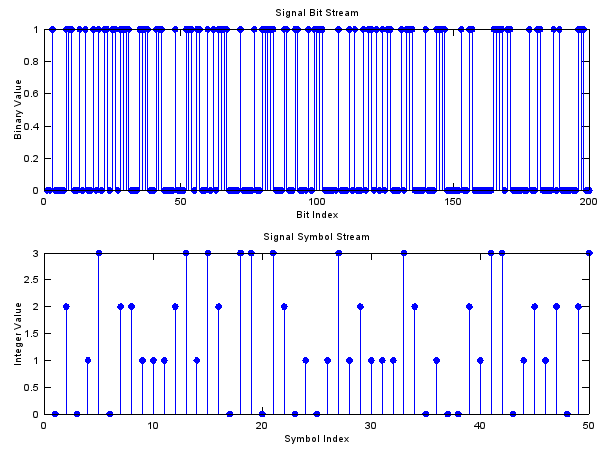 Signal Bit Stream
1
0.8
0.6
0.4
0.2
0
Binary Value
0 50 100 150 200
Bit Index
Signal Symbol Stream
3
2.5
2
1.5
1
0.5
0
Integer Value
0 10 20 30 40 50
Symbol Index